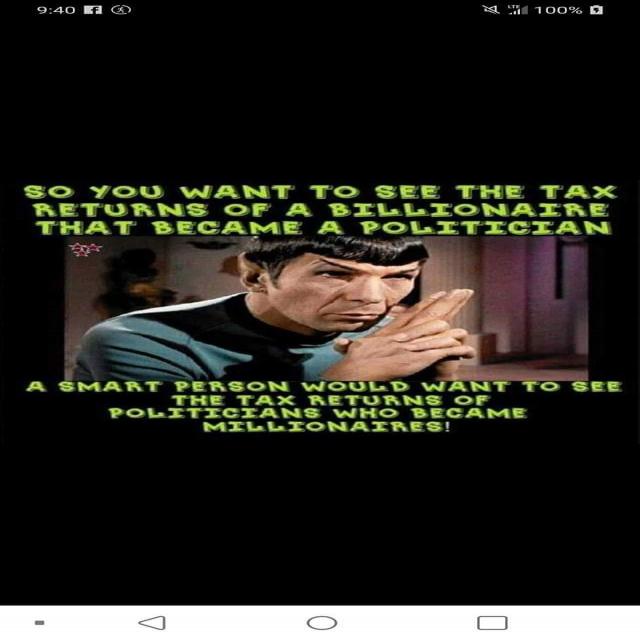 9:40
LTE 100%
SO YOU WANT TO SEE THE TAX
RETURNS OF A BILLIONAIRE
THAT BECAME A POLITICIAN
A SMART PERSON WOULD WANT TO SEE
THE TAX RETURNS OF
POLITICIANS WHO BECAME
MILLIONAIRES!